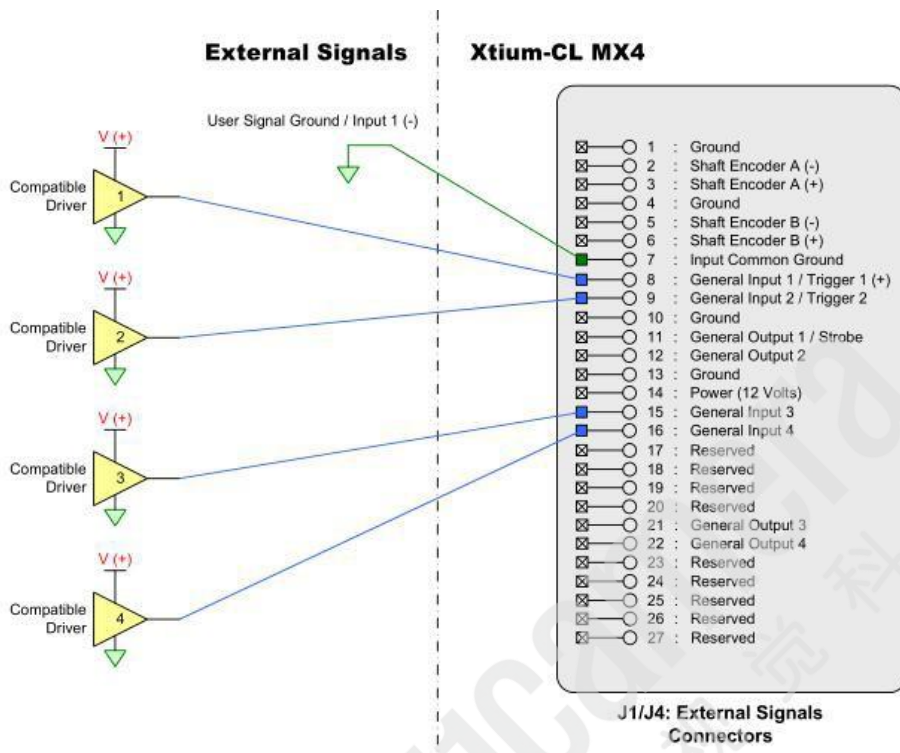 External Signals
Xtium-CL MX4
User Signal Ground / Input 1 (-)
V (+)
Compatible
Driver
1
V (+)
Compatible
Driver
2
V (+)
Compatible
Driver
3
V (+)
Compatible
Driver
4
1 : Ground
2 : Shaft Encoder A (-)
3 : Shaft Encoder A (+)
4 : Ground
5 : Shaft Encoder B (-)
6 : Shaft Encoder B (+)
7 : Input Common Ground
8 : General Input 1 / Trigger 1 (+)
9 : General Input 2 / Trigger 2
10 : Ground
11 : General Output 1 / Strobe
12 : General Output 2
13 : Ground
14 : Power (12 Volts)
15 : General Input 3
16 : General Input 4
17 : Reserved
18 : Reserved
19 : Reserved
20 : Reserved
21 : General Output 3
22 : General Output 4
23 : Reserved
24 : Reserved
25 : Reserved
26 : Reserved
27 : Reserved
J1/J4: External Signals
Connectors
视觉科